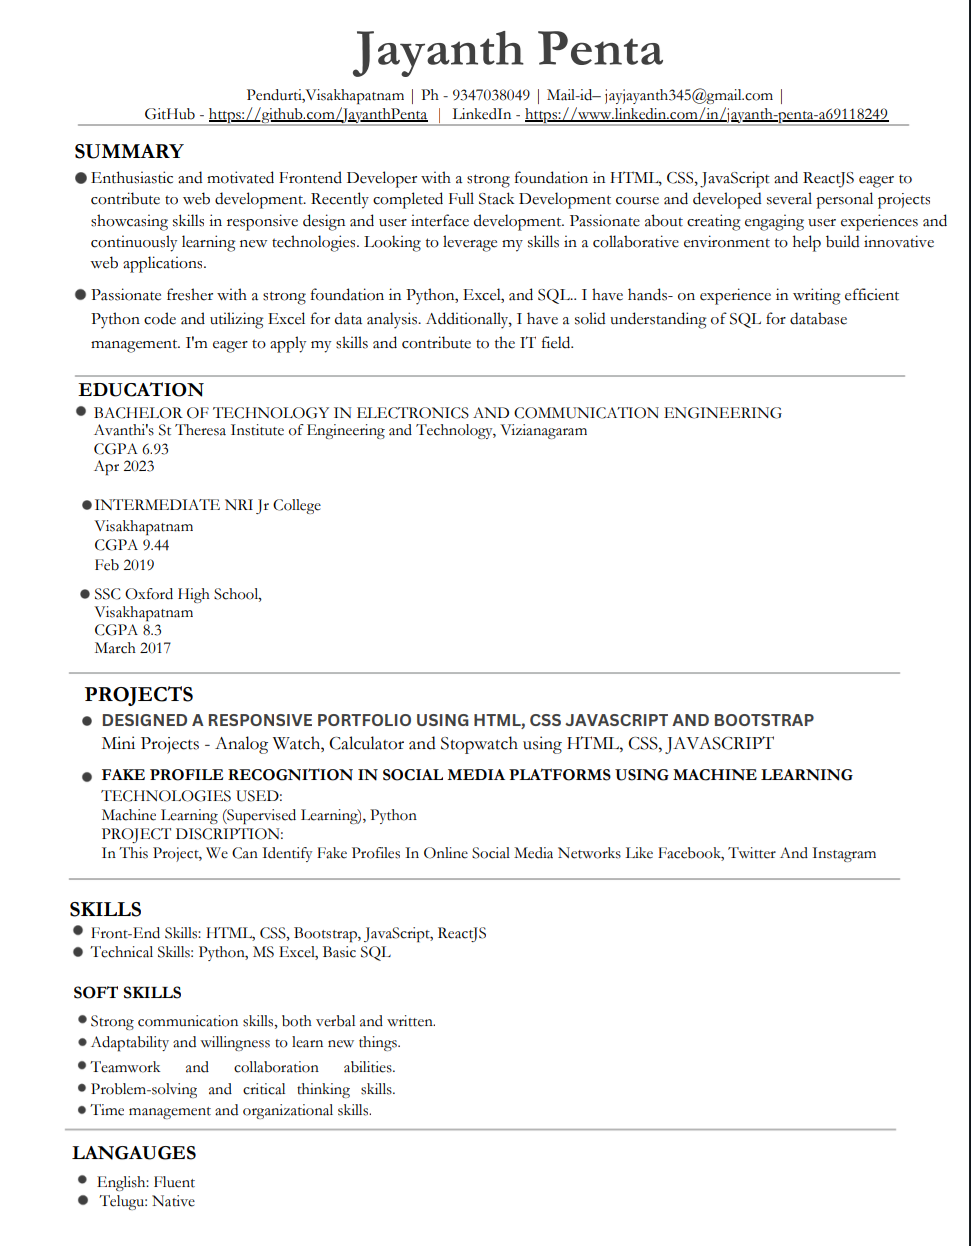 Jayanth Penta
Pendurti,Visakhapatnam | Ph - 9347038049 | Mail-id– jayjayanth345@gmail.com |
GitHub - https://github.com/JayanthPenta | LinkedIn - https://www.linkedin.com/in/jayanth-penta-a69118249
SUMMARY
● Enthusiastic and motivated Frontend Developer with a strong foundation in HTML, CSS, JavaScript and ReactJS eager to
contribute to web development. Recently completed Full Stack Development course and developed several personal projects
showcasing skills in responsive design and user interface development. Passionate about creating engaging user experiences and
continuously learning new technologies. Looking to leverage my skills in a collaborative environment to help build innovative
web applications.
● Passionate fresher with a strong foundation in Python, Excel, and SQL.. I have hands- on experience in writing efficient
Python code and utilizing Excel for data analysis. Additionally, I have a solid understanding of SQL for database
management. I'm eager to apply my skills and contribute to the IT field.
EDUCATION
● BACHELOR OF TECHNOLOGY IN ELECTRONICS AND COMMUNICATION ENGINEERING
Avanthi's St Theresa Institute of Engineering and Technology, Vizianagaram
CGPA 6.93
Apr 2023
● INTERMEDIATE NRI Jr College
Visakhapatnam
CGPA 9.44
Feb 2019
● SSC Oxford High School,
Visakhapatnam
CGPA 8.3
March 2017
PROJECTS
● DESIGNED A RESPONSIVE PORTFOLIO USING HTML, CSS JAVASCRIPT AND BOOTSTRAP
Mini Projects - Analog Watch, Calculator and Stopwatch using HTML, CSS, JAVASCRIPT
● FAKE PROFILE RECOGNITION IN SOCIAL MEDIA PLATFORMS USING MACHINE LEARNING
TECHNOLOGIES USED:
Machine Learning (Supervised Learning), Python
PROJECT DISCRIPTION:
In This Project, We Can Identify Fake Profiles In Online Social Media Networks Like Facebook, Twitter And Instagram
SKILLS
● Front-End Skills: HTML, CSS, Bootstrap, JavaScript, ReactJS
● Technical Skills: Python, MS Excel, Basic SQL
SOFT SKILLS
● Strong communication skills, both verbal and written.
● Adaptability and willingness to learn new things.
● Teamwork and collaboration abilities.
● Problem-solving and critical thinking skills.
● Time management and organizational skills.
LANGAUGES
● English: Fluent
● Telugu: Native